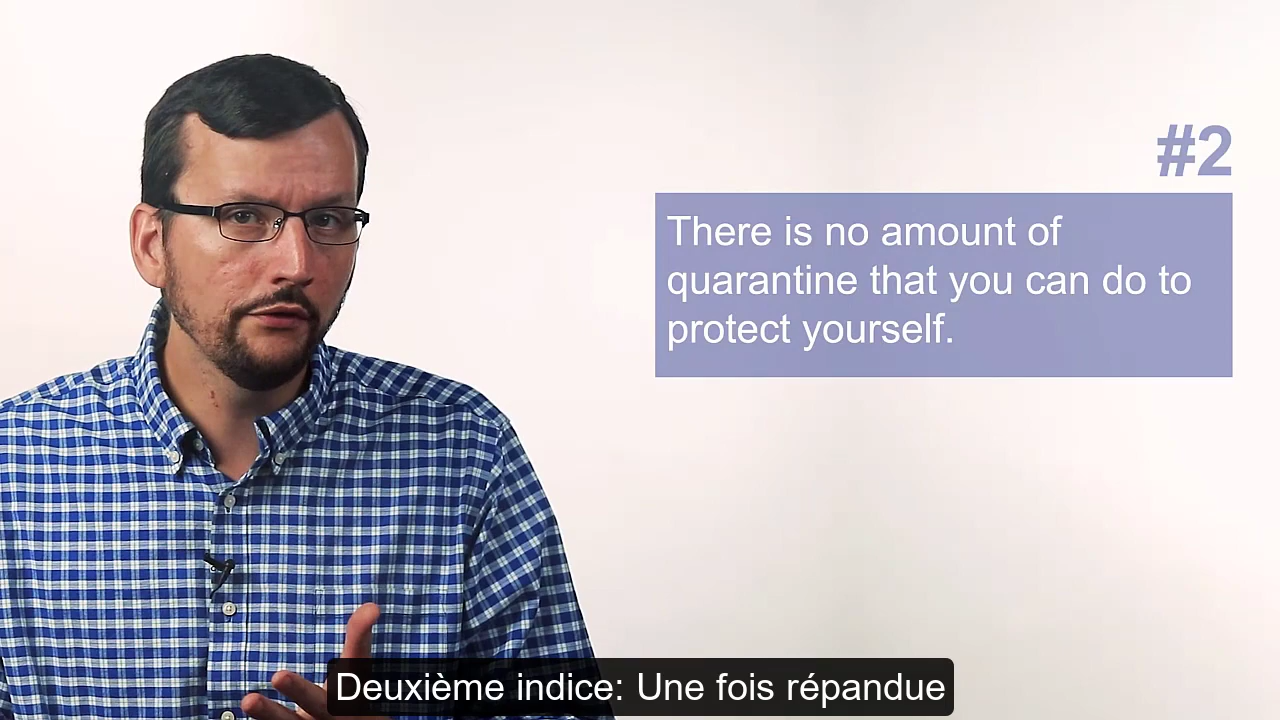 #2
There is no amount of
quarantine that you can do to
protect yourself.
Deuxième indice: Une fois répandue